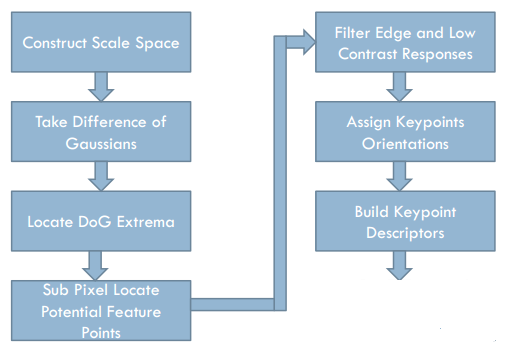 Construct Scale Space
Take Difference of
Gaussians
Locate DoG Extrema
Sub Pixel Locate
Potential Feature
Points
Filter Edge and Low
Contrast Responses
Assign Keypoints
Orientations
Build Keypoint
Descriptors